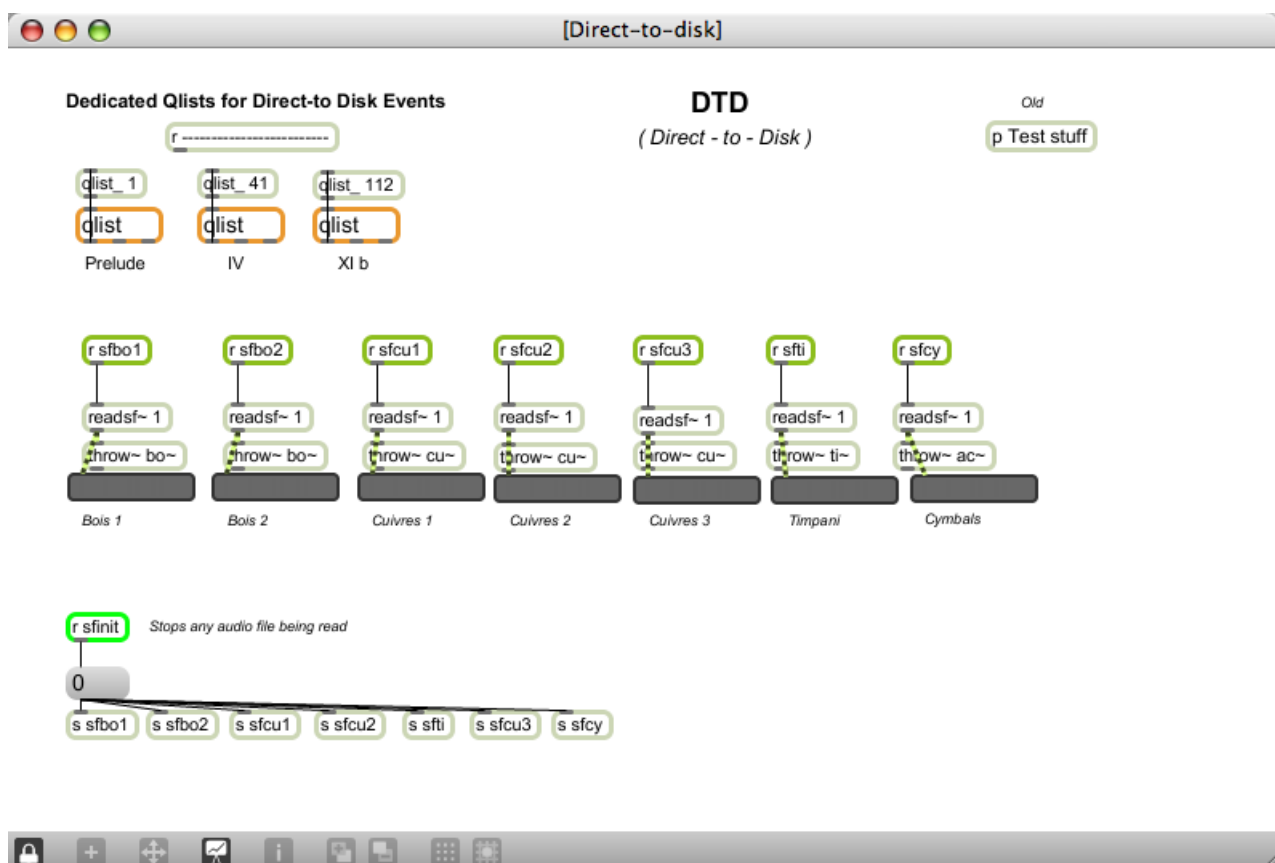 [Direct-to-disk]
Dedicated Qlists for Direct-to Disk Events
DTD
Old
r -------------------------
( Direct - to - Disk )
p Test stuff
qlist_ 1
qlist_ 41
qlist_ 112
qlist
qlist
qlist
Prelude
IV
XI b
r sfbo1
r sfbo2
r sfcu1
r sfcu2
r sfcu3
r sfti
r sfcy
readsf~ 1
readsf~ 1
readsf~ 1
readsf~ 1
readsf~ 1
readsf~ 1
readsf~ 1
throw~ bo~
throw~ bo~
throw~ cu~
throw~ cu~
throw~ cu~
throw~ ti~
throw~ ac~
Bois 1
Bois 2
Cuivres 1
Cuivres 2
Cuivres 3
Timpani
Cymbals
r sfinit
Stops any audio file being read
0
s sfbo1
s sfbo2
s sfcu1
s sfcu2
s sfti
s sfcu3
s sfcy